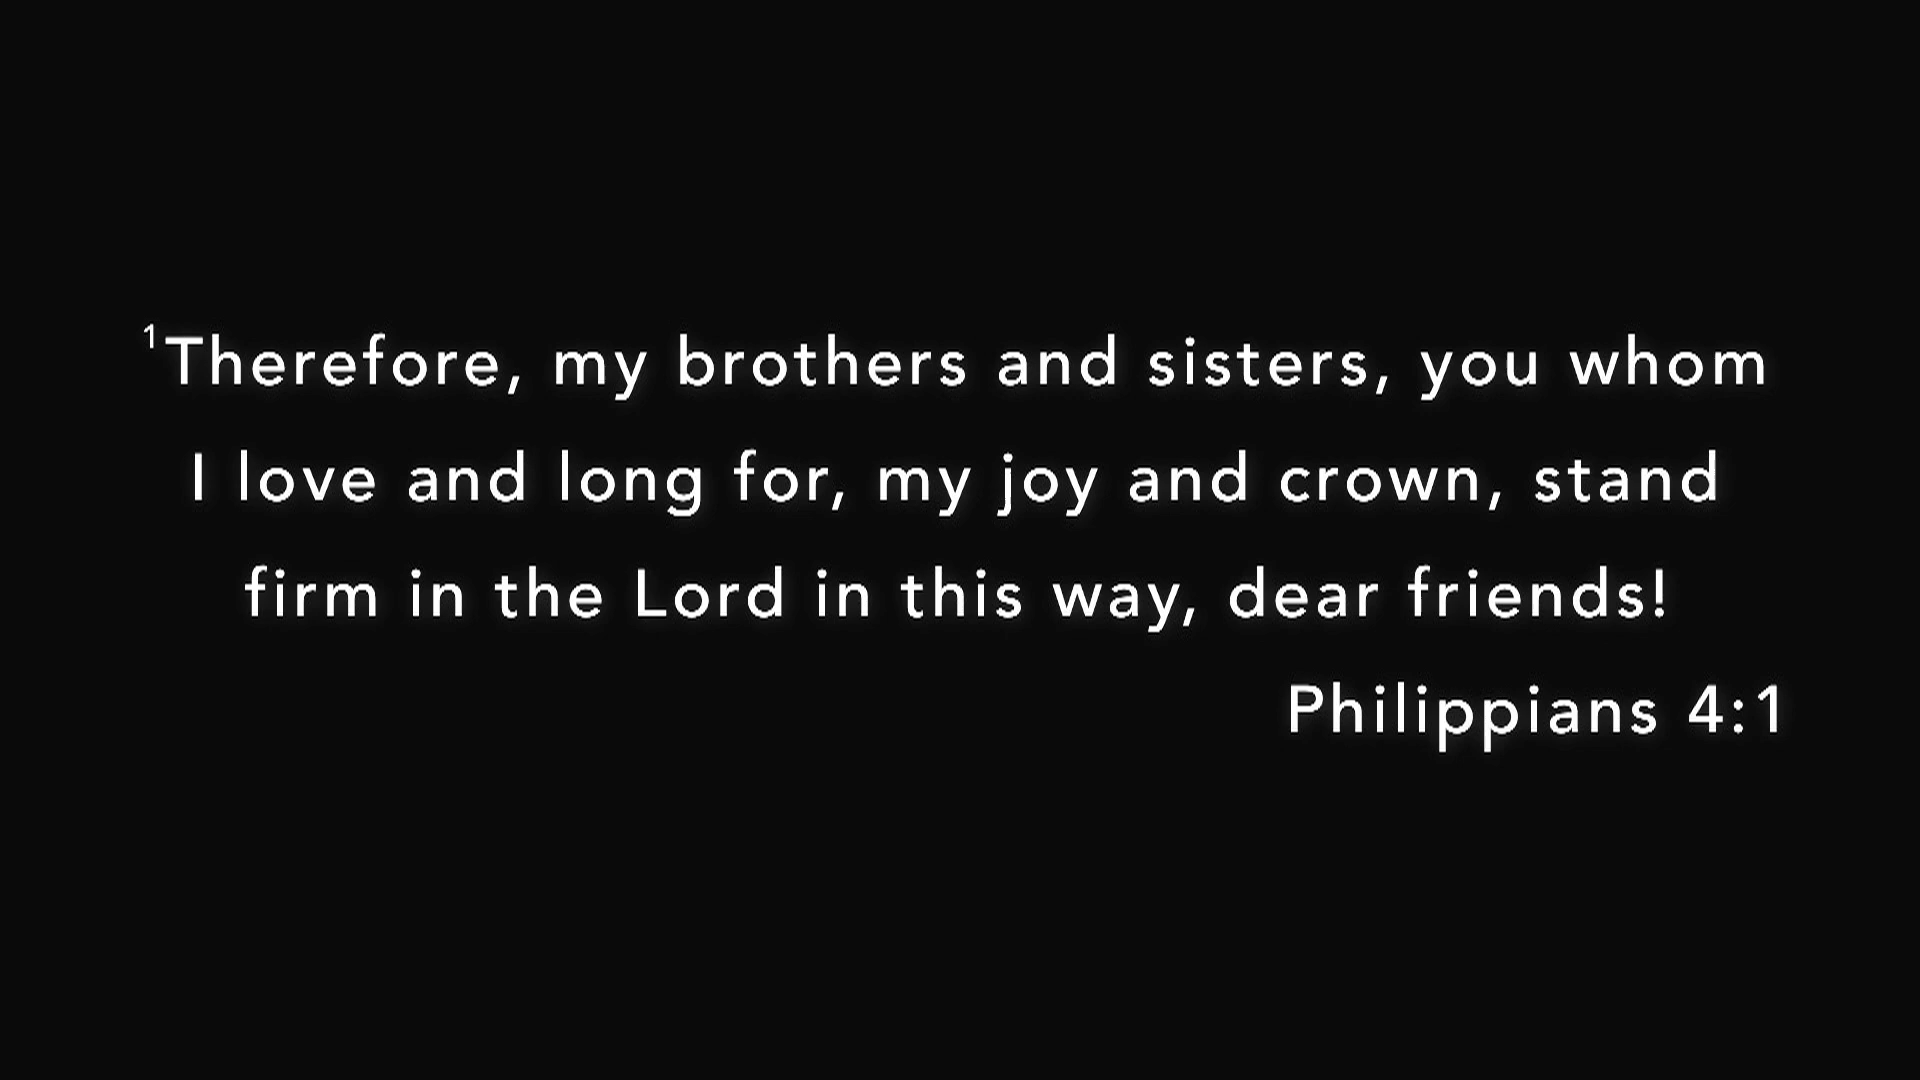 ¹Therefore, my brothers and sisters, you whom
I love and long for, my joy and crown, stand
firm in the Lord in this way, dear friends!
Philippians 4:1